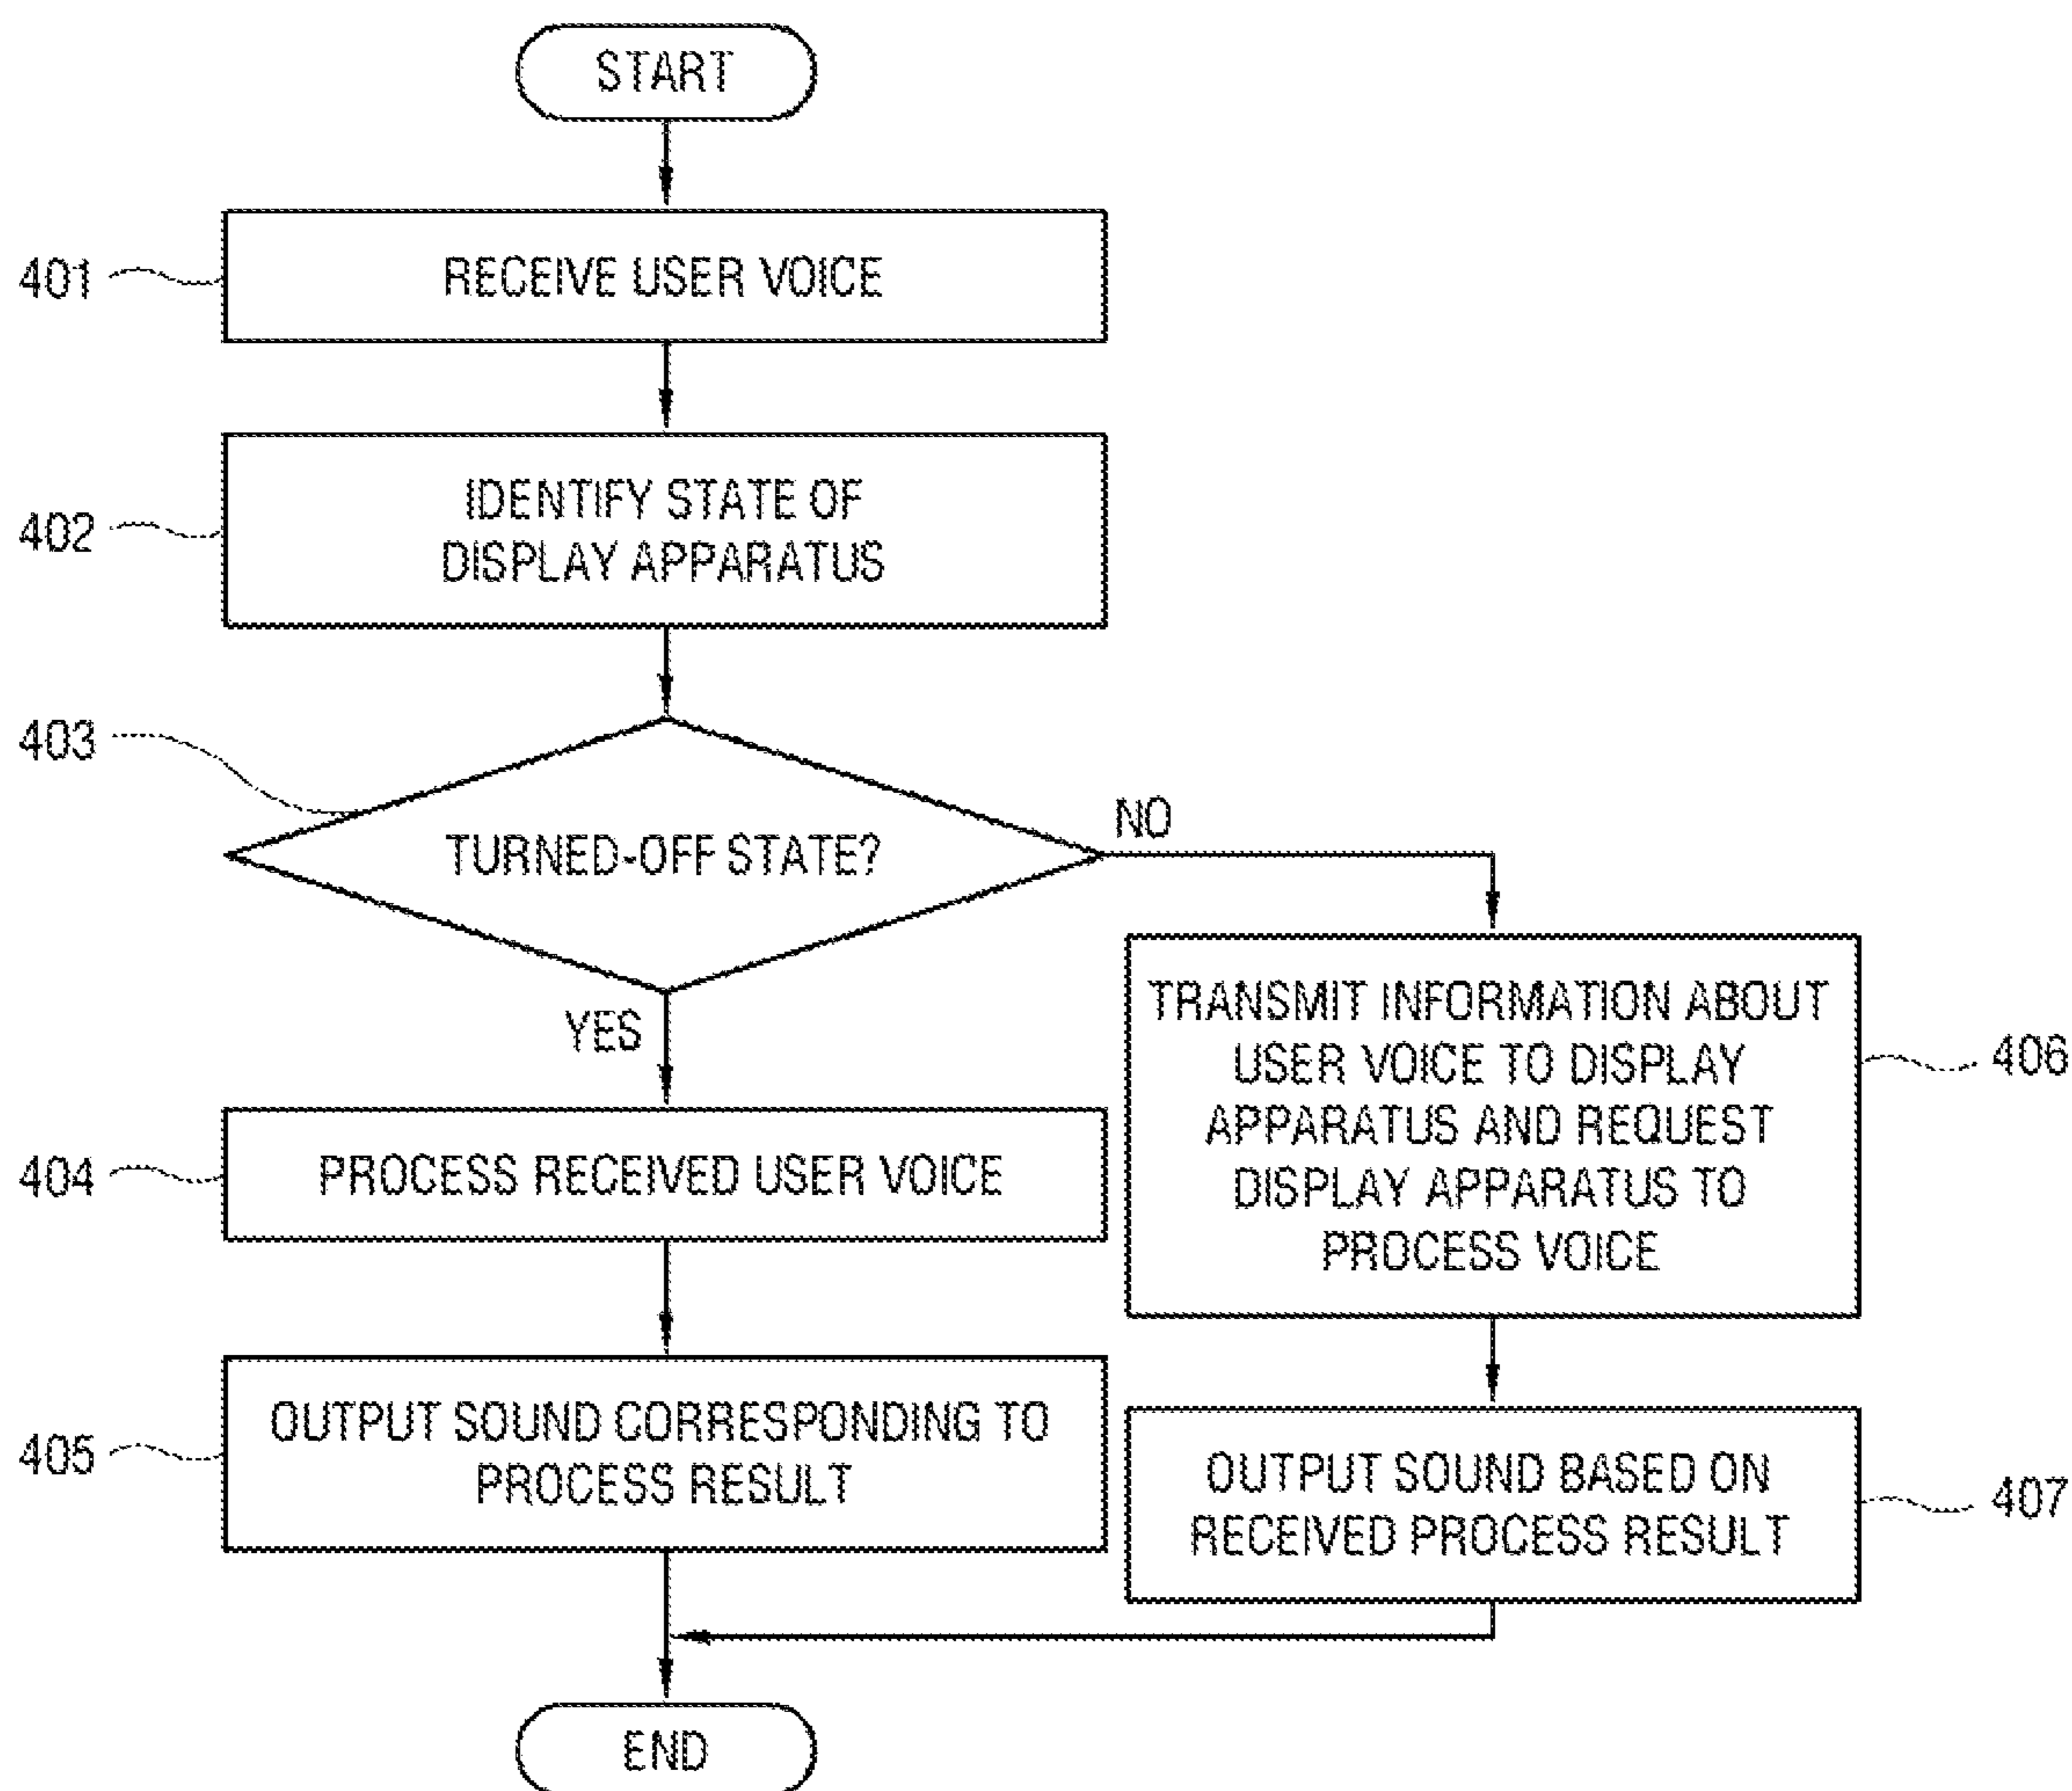 START
401
RECEIVE USER VOICE
402
IDENTIFY STATE OF
DISPLAY APPARATUS
403
TURNED-OFF STATE?
NO
YES
404
PROCESS RECEIVED USER VOICE
405
OUTPUT SOUND CORRESPONDING TO
PROCESS RESULT
TRANSMIT INFORMATION ABOUT
USER VOICE TO DISPLAY
APPARATUS AND REQUEST
DISPLAY APPARATUS TO
PROCESS VOICE
406
OUTPUT SOUND BASED ON
RECEIVED PROCESS RESULT
407
END